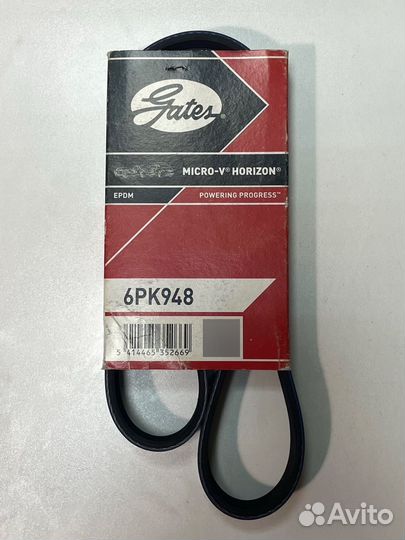 Gates
MICRO-V® HORIZON®
EPDM
POWERING PROGRESS™
6PK948
5 414465 352669
Avito